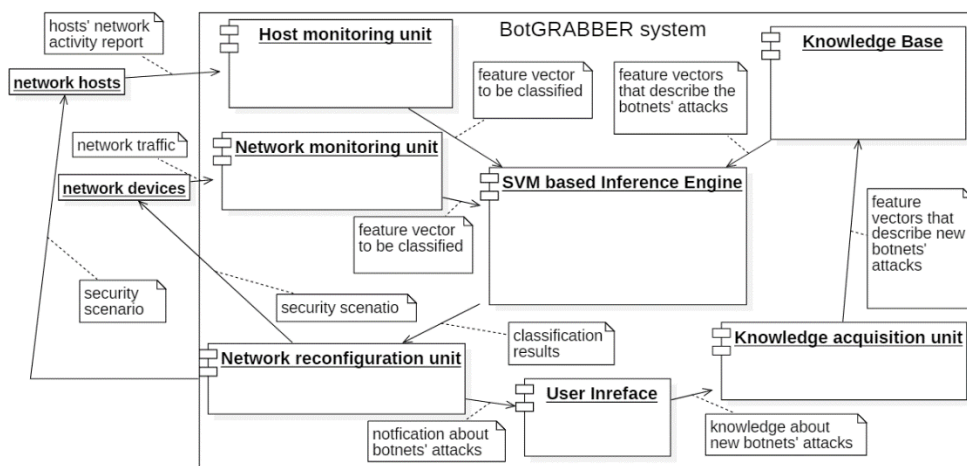 hosts' network
activity report
Host monitoring unit
BotGRABBER system
Knowledge Base
network hosts
feature vector
to be classified
feature vectors
that describe the
botnets' attacks
network traffic
Network monitoring unit
network devices
SVM based Inference Engine
feature vector
to be classified
feature
vectors that
describe new
botnets'
attacks
security
scenario
security scenatio
classification
results
Network reconfiguration unit
Knowledge acquisition unit
User Inreface
notfication about
botnets' attacks
knowledge about
new botnets' attacks